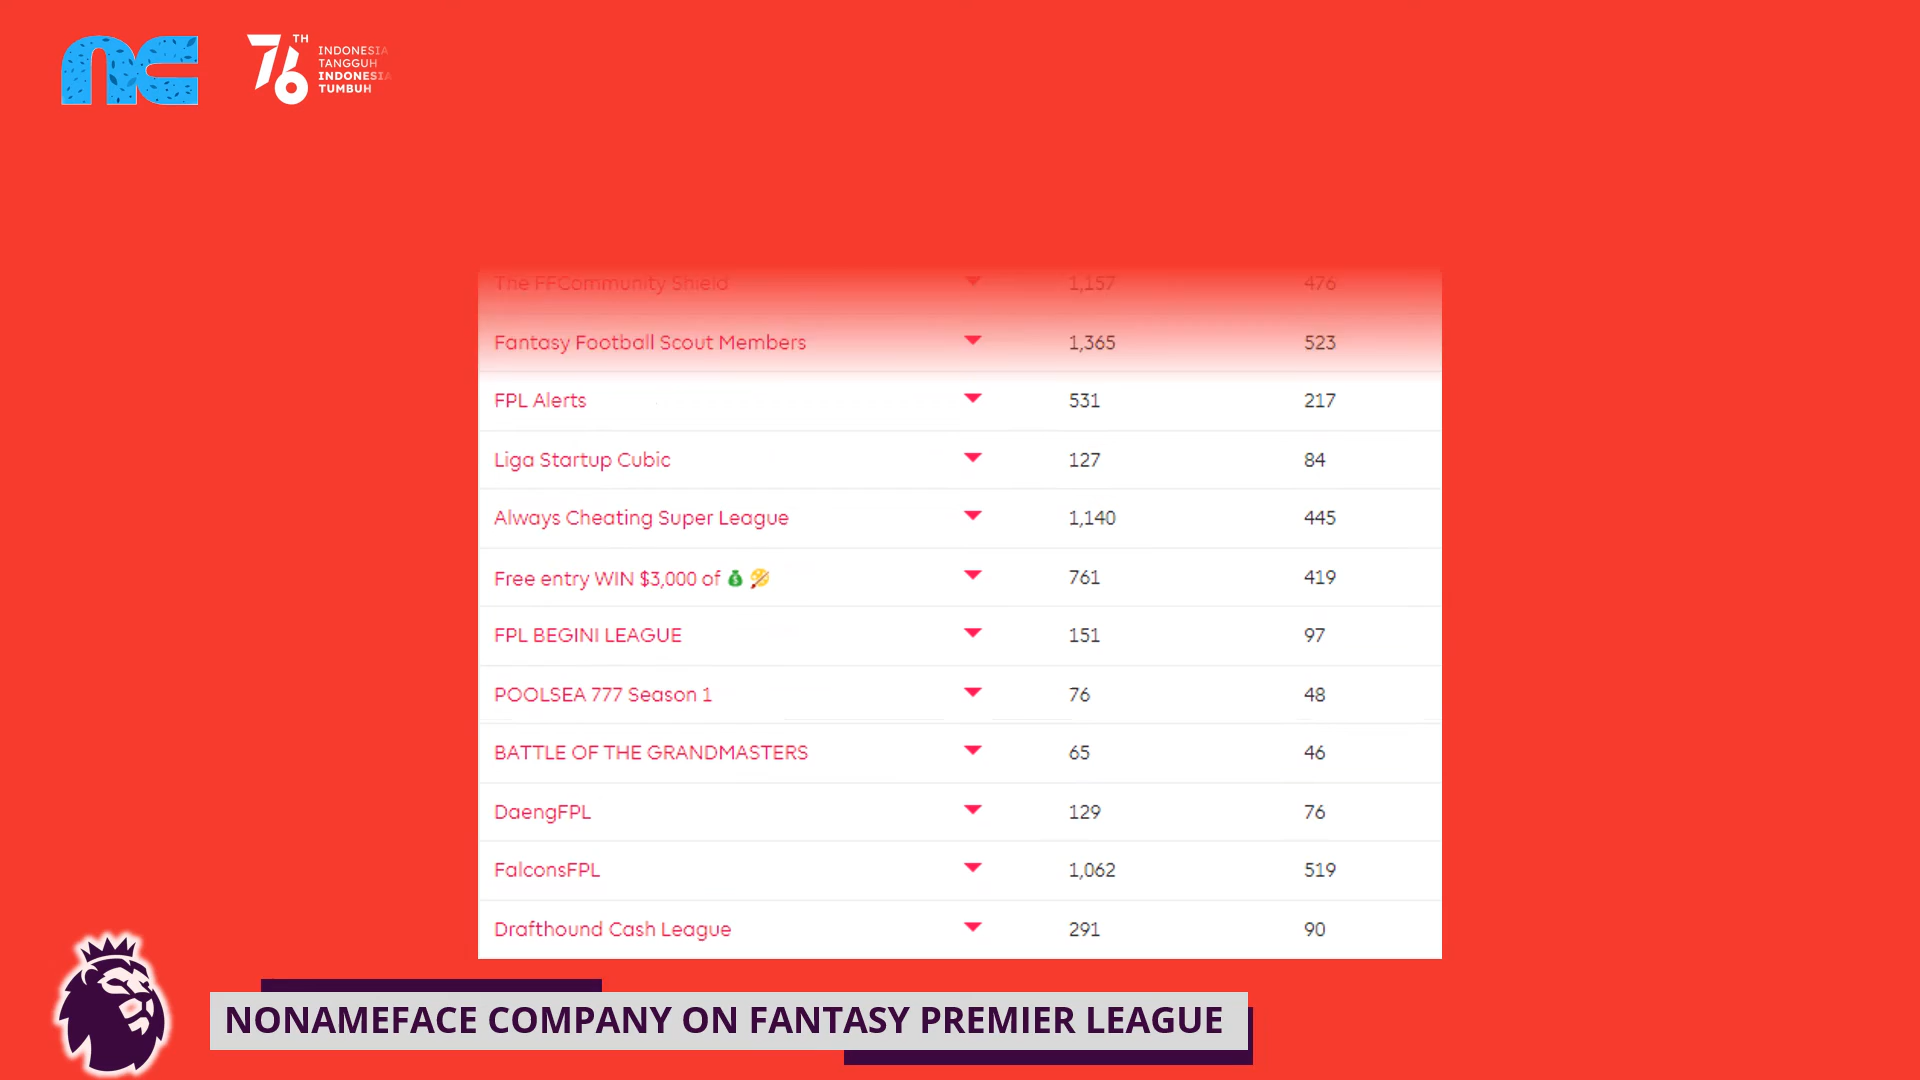 nc
76TH
INDONESIA
TANGGUH
INDONESIA
TUMBUH
The FFCommunity Shield 1,157 476
Fantasy Football Scout Members 1,365 523
FPL Alerts 531 217
Liga Startup Cubic 127 84
Always Cheating Super League 1,140 445
Free entry WIN $3,000 of 💰 🎨 761 419
FPL BEGINI LEAGUE 151 97
POOLSEA 777 Season 1 76 48
BATTLE OF THE GRANDMASTERS 65 46
DaengFPL 129 76
FalconsFPL 1,062 519
Drafthound Cash League 291 90
NONAMEFACE COMPANY ON FANTASY PREMIER LEAGUE